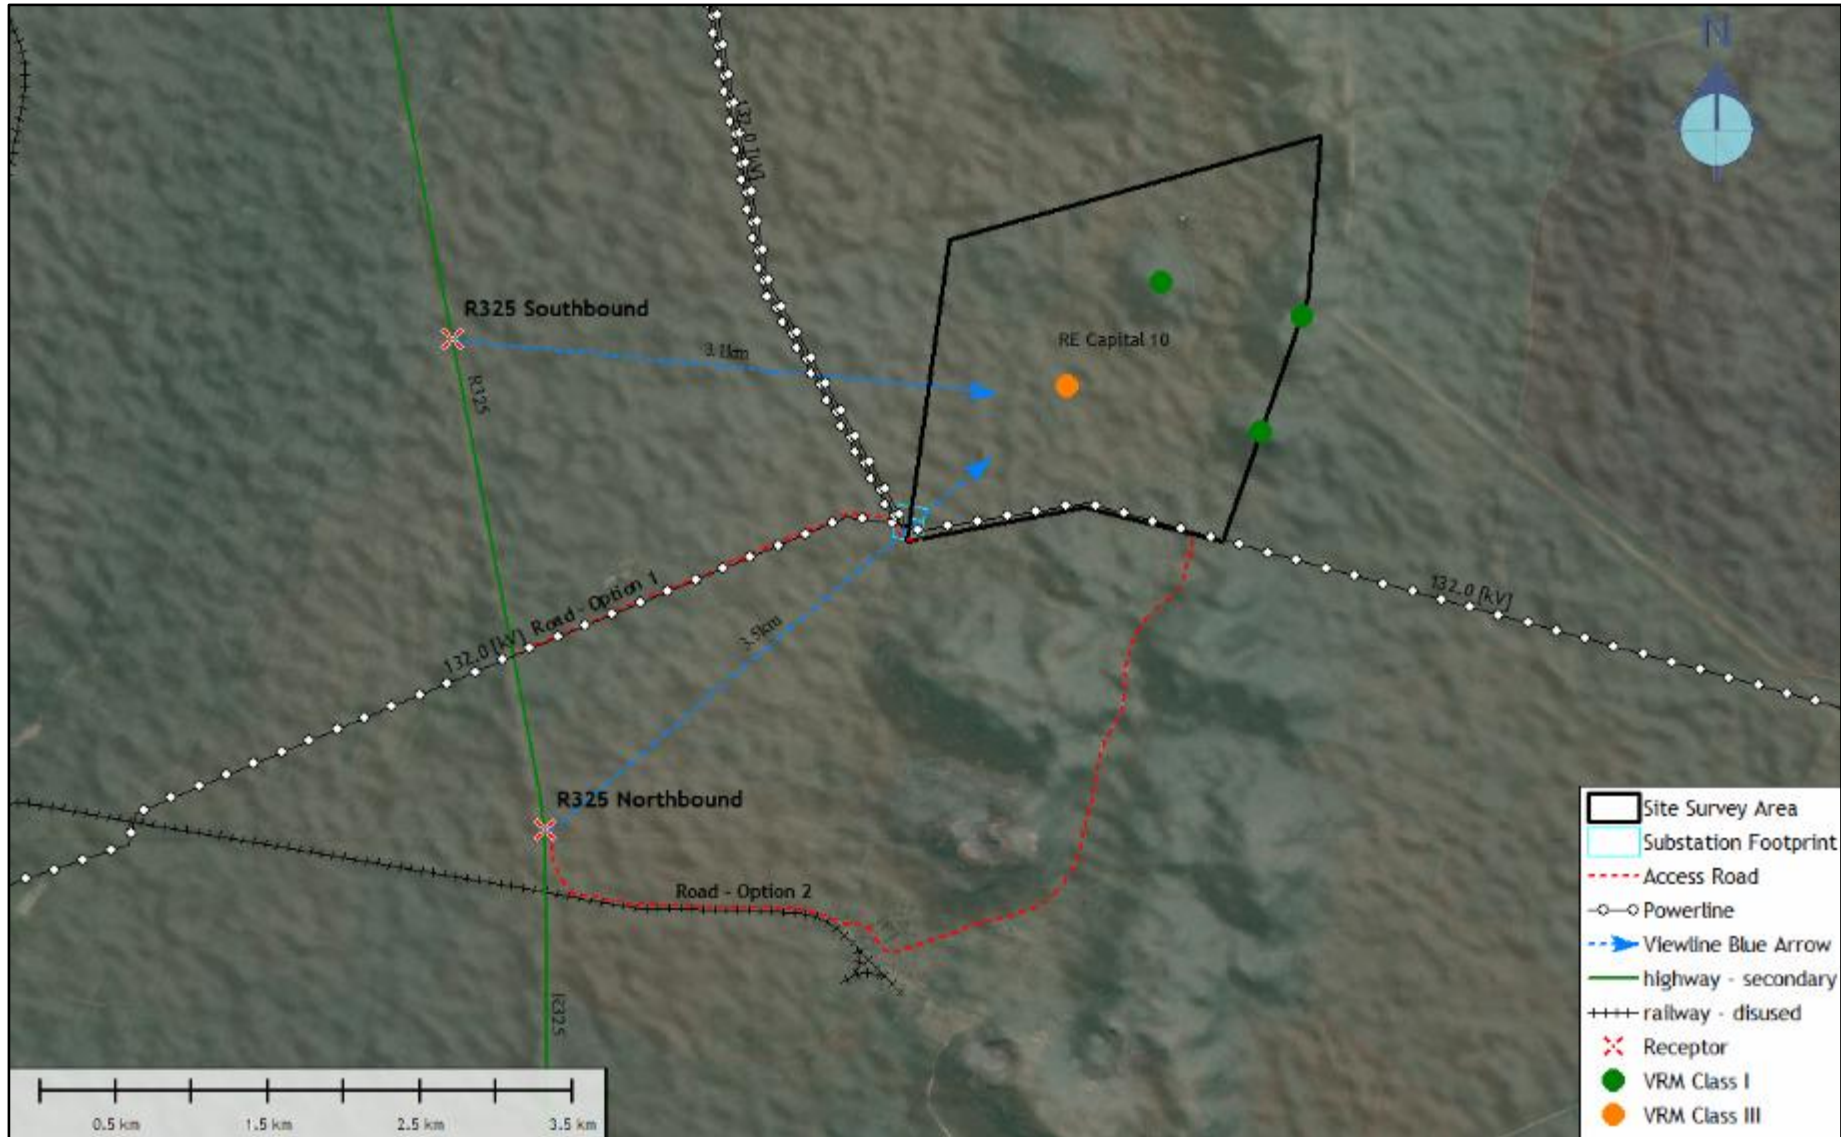 N
132.0 [kV]
R325 Southbound
3.1km
RE Capital 10
R325
132.0 [kV] Road - Option 1
132.0 [kV]
3.5km
R325 Northbound
Road - Option 2
R325
Site Survey Area
Substation Footprint
Access Road
Powerline
Viewline Blue Arrow
highway - secondary
railway - disused
Receptor
VRM Class I
VRM Class III
0.5 km 1.5 km 2.5 km 3.5 km